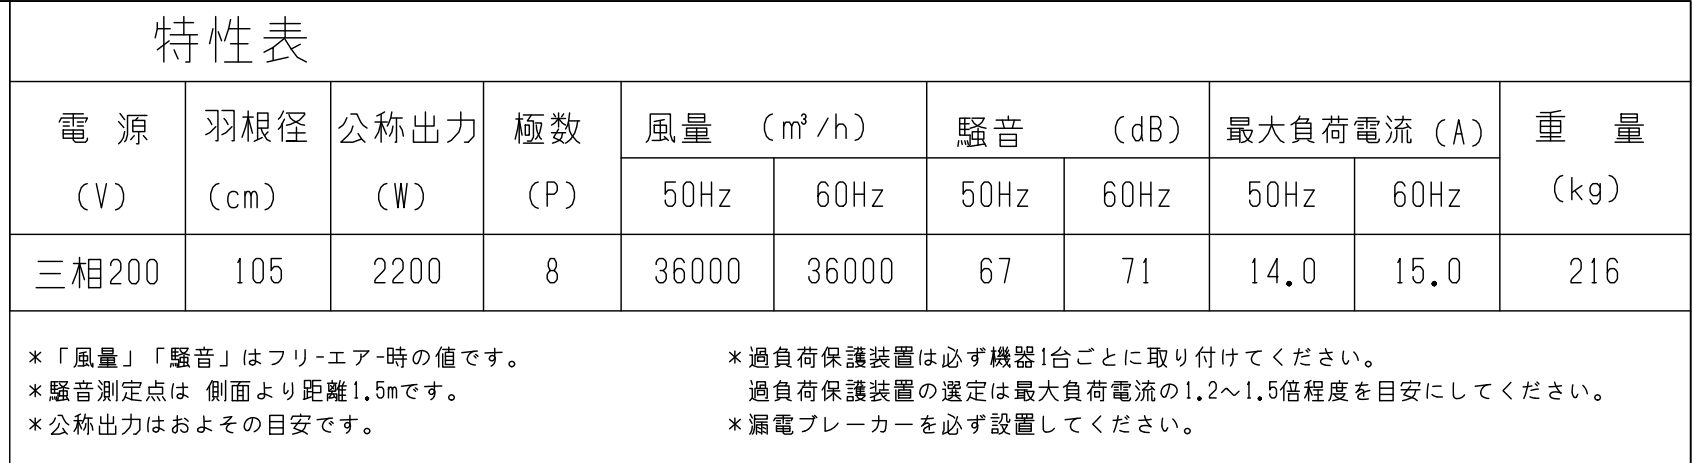 特性表
電 源 羽根径 公称出力 極数 風量 (m³/h) 騒音 (dB) 最大負荷電流(A) 重 量
(V) (cm) (W) (P) 50Hz 60Hz 50Hz 60Hz 50Hz 60Hz (kg)
三相200 105 2200 8 36000 36000 67 71 14.0 15.0 216
*「風量」「騒音」はフリ-エア-時の値です。
*騒音測定点は 側面より距離1.5mです。
*公称出力はおよその目安です。
*過負荷保護装置は必ず機器1台ごとに取り付けてください。
過負荷保護装置の選定は最大負荷電流の1.2～1.5倍程度を目安にしてください。
*漏電ブレーカーを必ず設置してください。